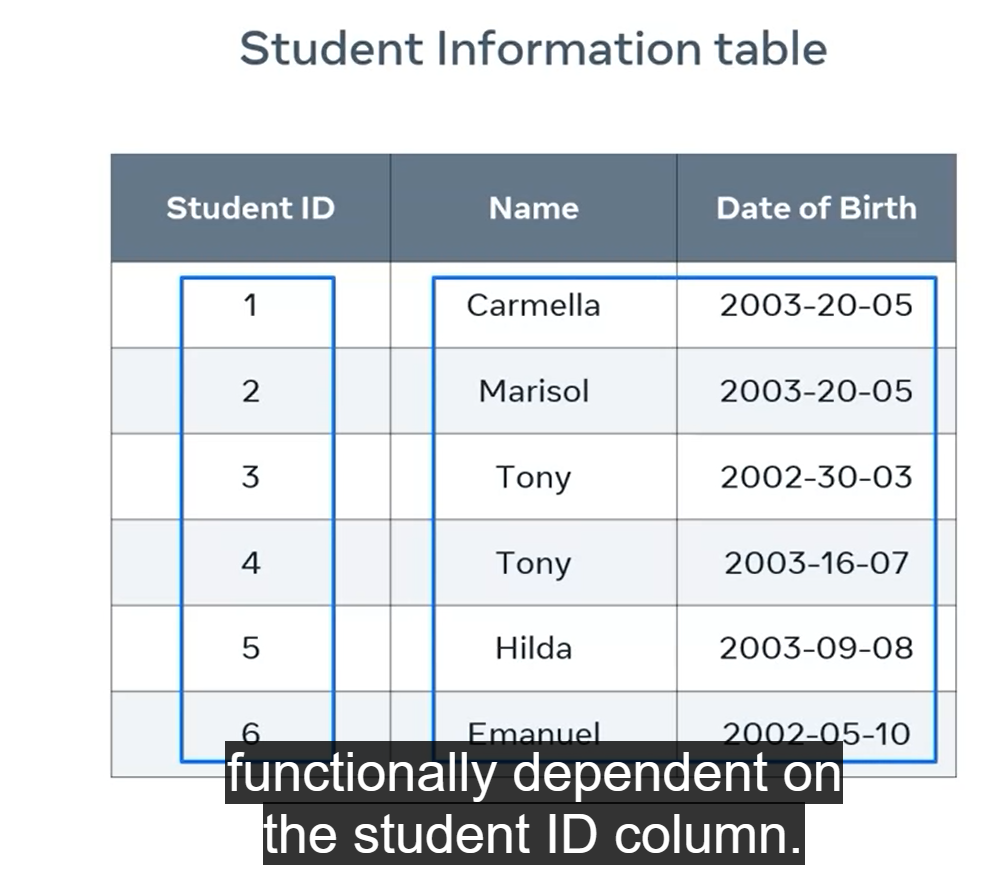 Student Information table
Student ID Name Date of Birth
1 Carmella 2003-20-05
2 Marisol 2003-20-05
3 Tony 2002-30-03
4 Tony 2003-16-07
5 Hilda 2003-09-08
6 Emanuel 2002-05-10
functionally dependent on
the student ID column.